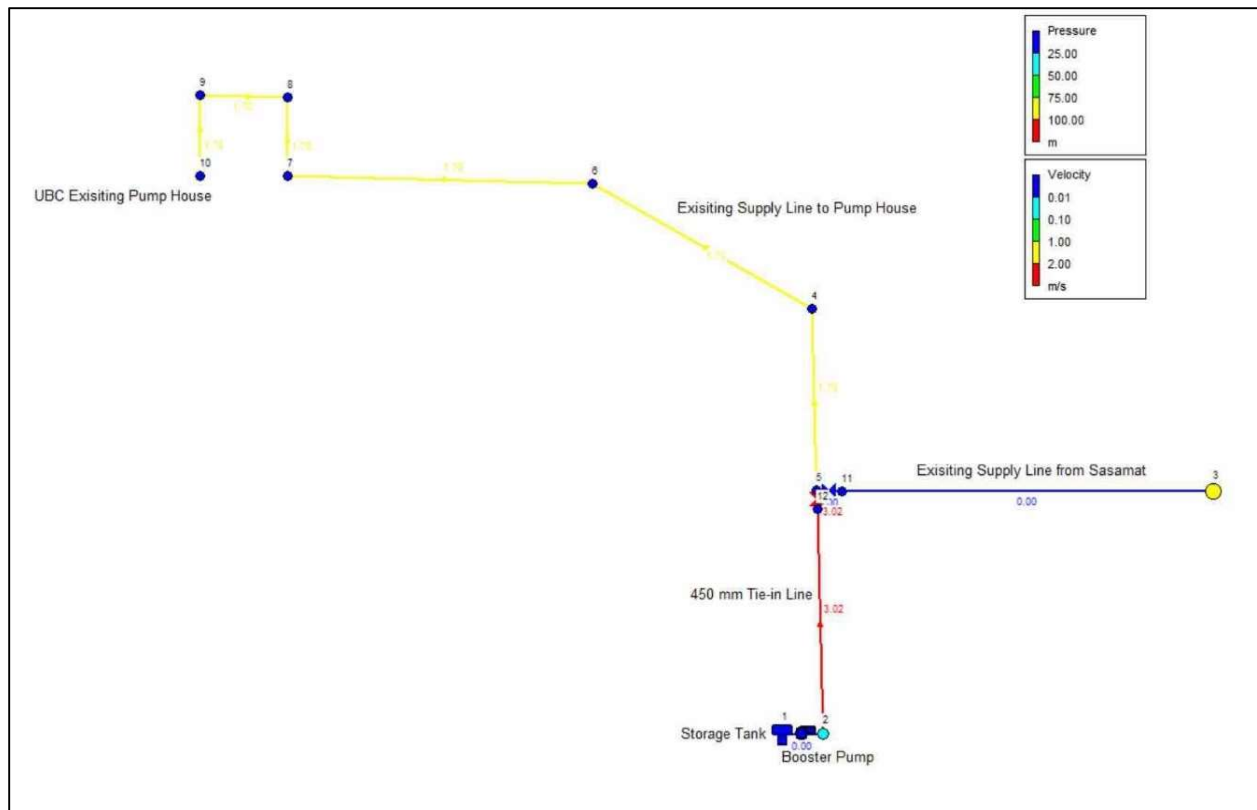 Pressure
25.00
50.00
75.00
100.00
m
Velocity
0.01
0.10
1.00
2.00
m/s
9
8
10
7
6
UBC Exisiting Pump House
Exisiting Supply Line to Pump House
4
5
11
Exisiting Supply Line from Sasamat
3
12
3.02
0.00
450 mm Tie-in Line
3.02
1
2
Storage Tank
0.00
Booster Pump